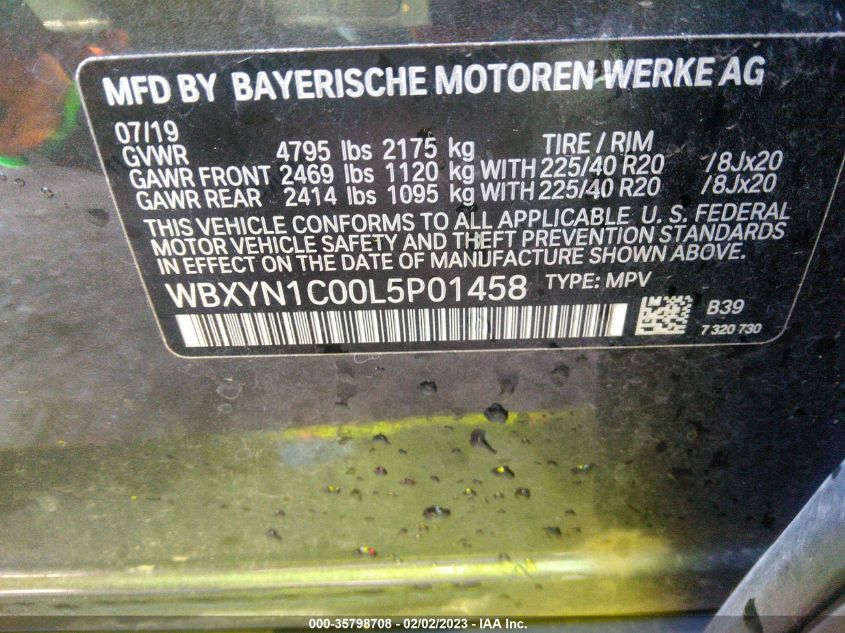 MFD BY BAYERISCHE MOTOREN WERKE AG
07/19 TIRE / RIM
GVWR 4795 lbs 2175 kg
GAWR FRONT 2469 lbs 1120 kg WITH 225/40 R20 /8Jx20
GAWR REAR 2414 lbs 1095 kg WITH 225/40 R20 /8Jx20
THIS VEHICLE CONFORMS TO ALL APPLICABLE U. S. FEDERAL
MOTOR VEHICLE SAFETY AND THEFT PREVENTION STANDARDS
IN EFFECT ON THE DATE OF MANUFACTURE SHOWN ABOVE.
WBXYN1C00L5P01458 TYPE: MPV
B39
7 320 730
000-35798708 - 02/02/2023 - IAA Inc.